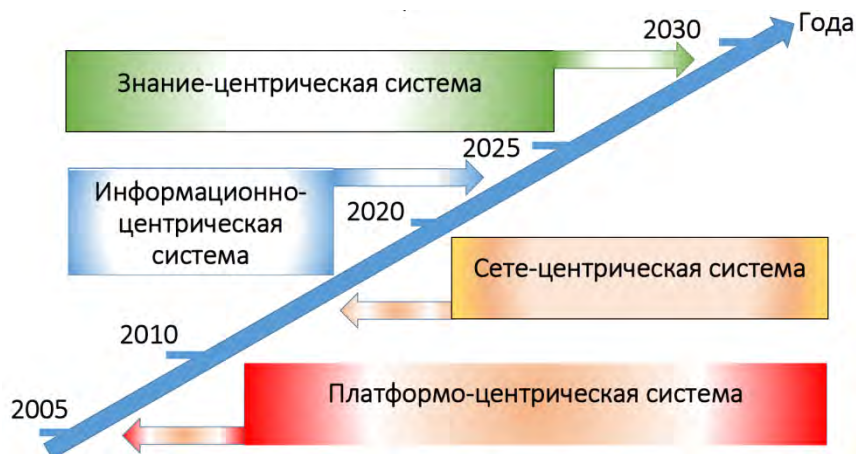 2030
Года
Знание-центрическая система
2025
Информационно-
центрическая
система
2020
Сете-центрическая система
2010
Платформо-центрическая система
2005